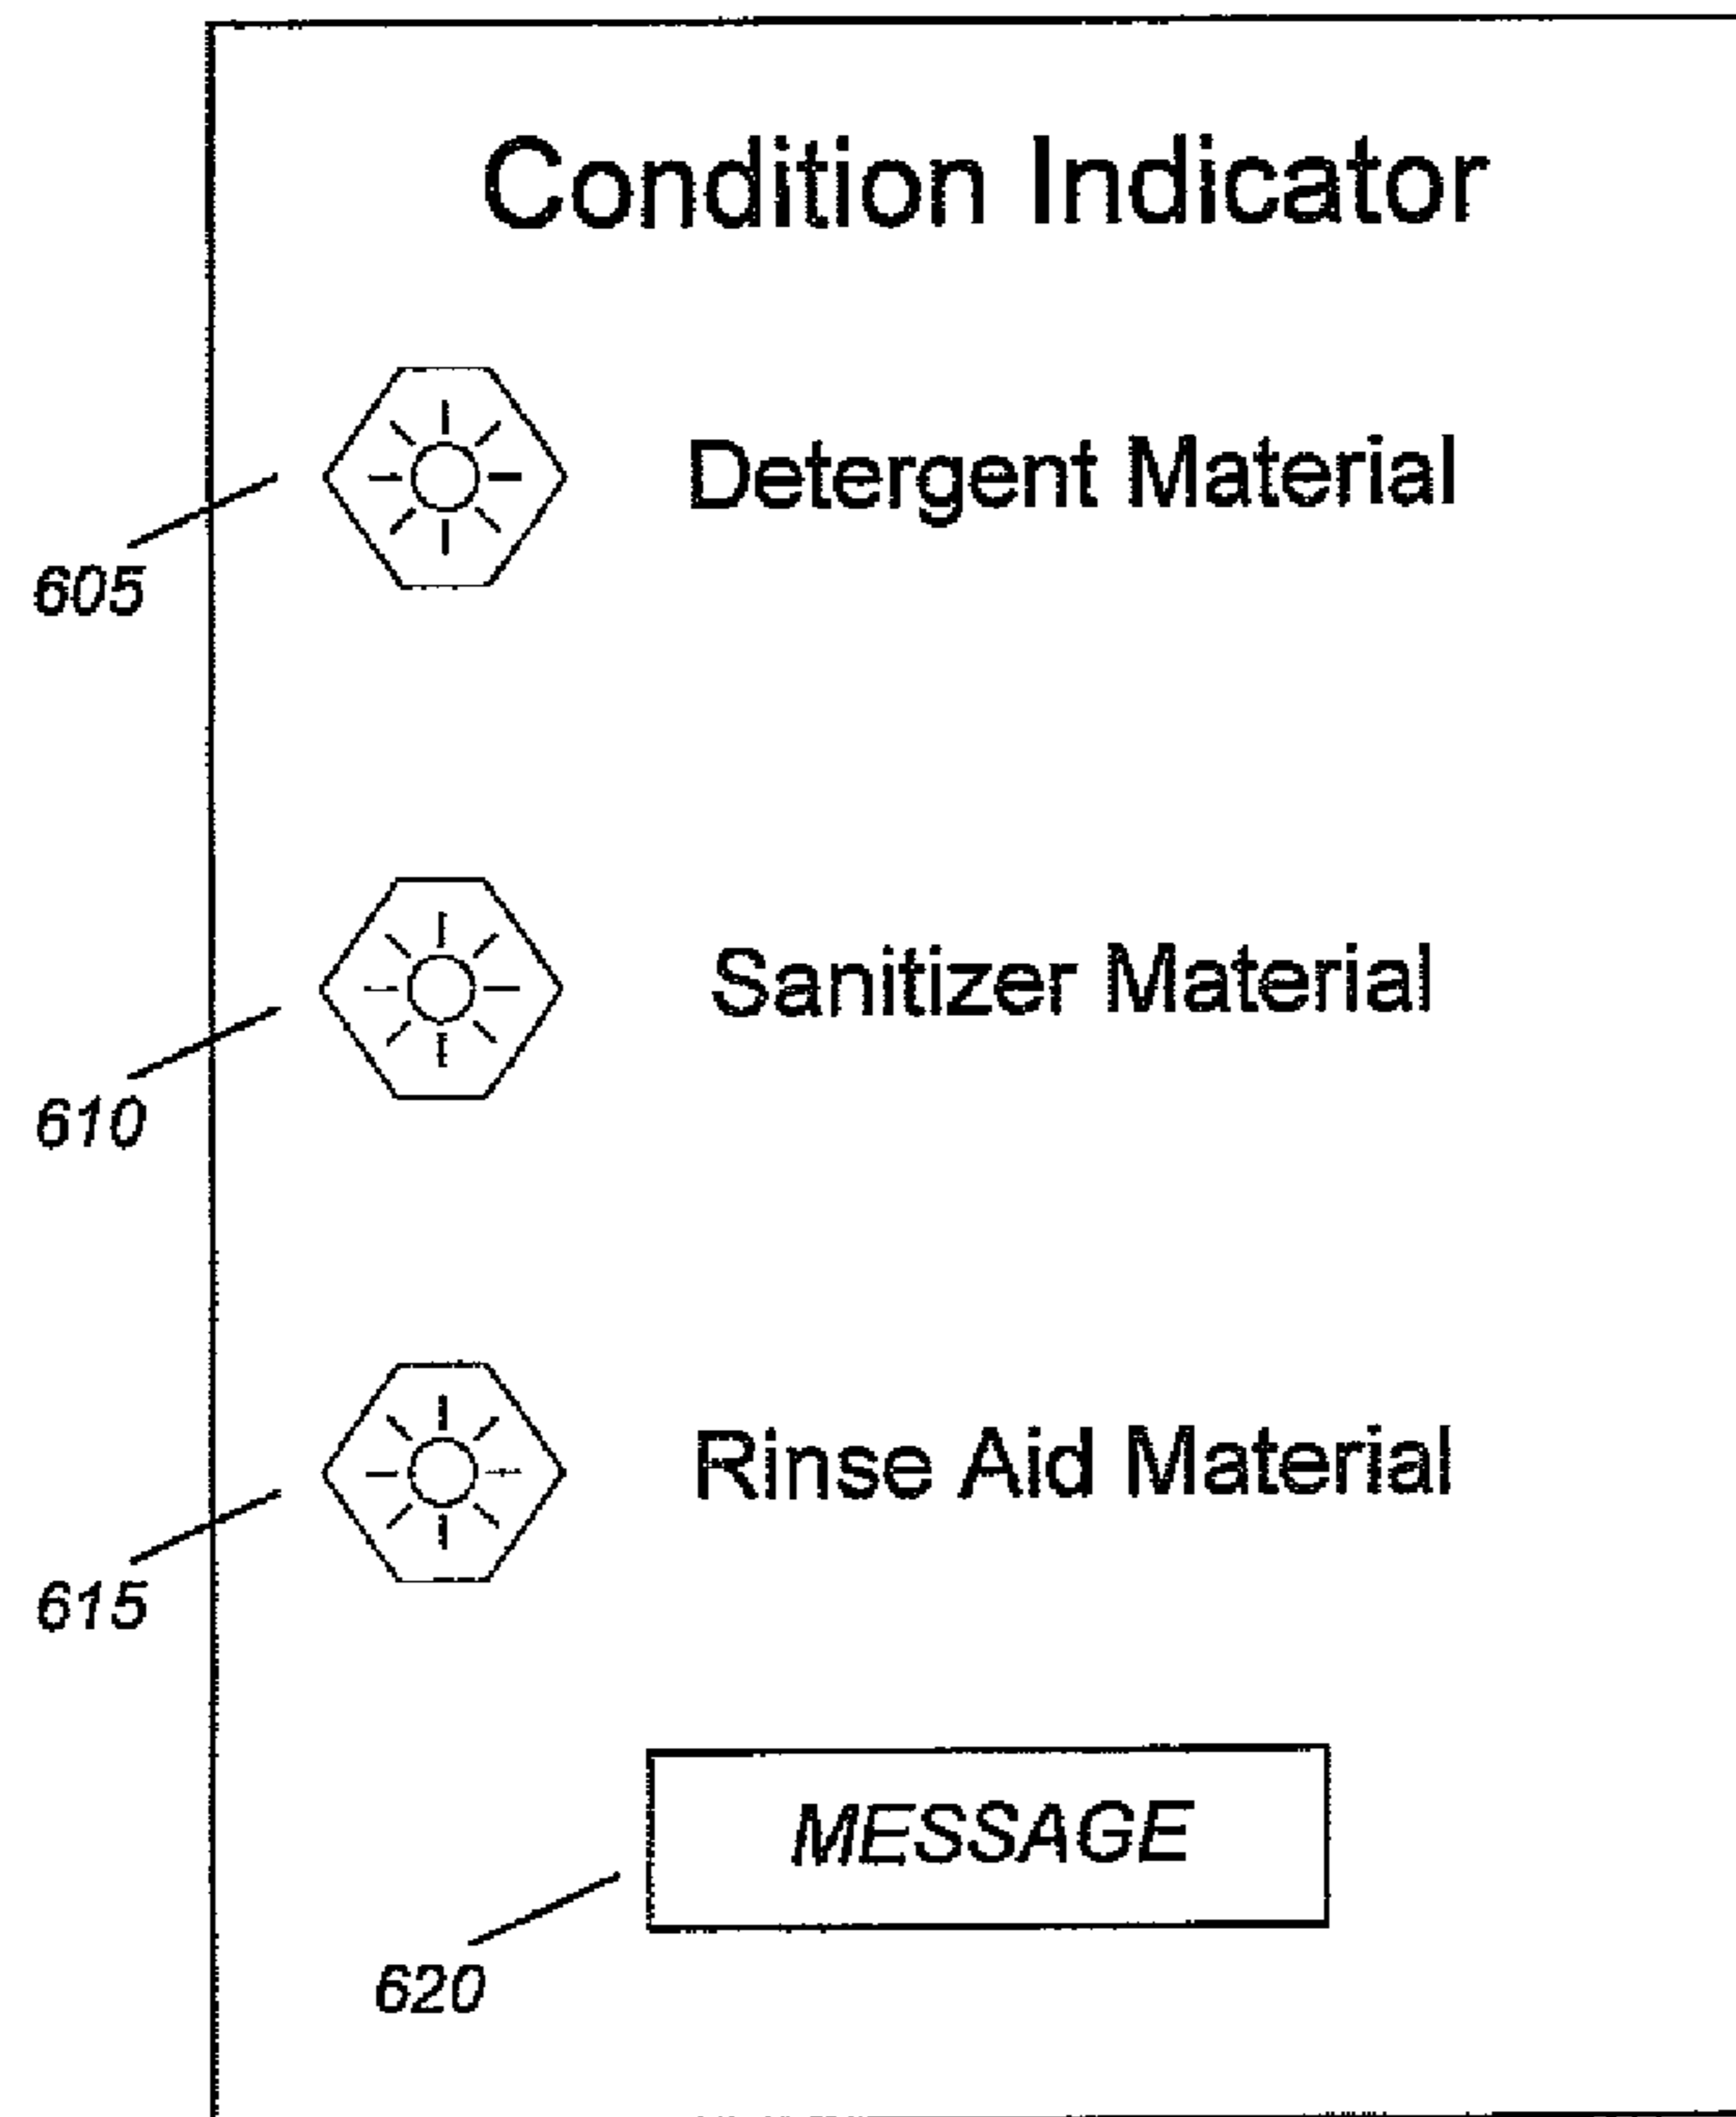 Condition Indicator
Detergent Material
605
Sanitizer Material
610
Rinse Aid Material
615
MESSAGE
620